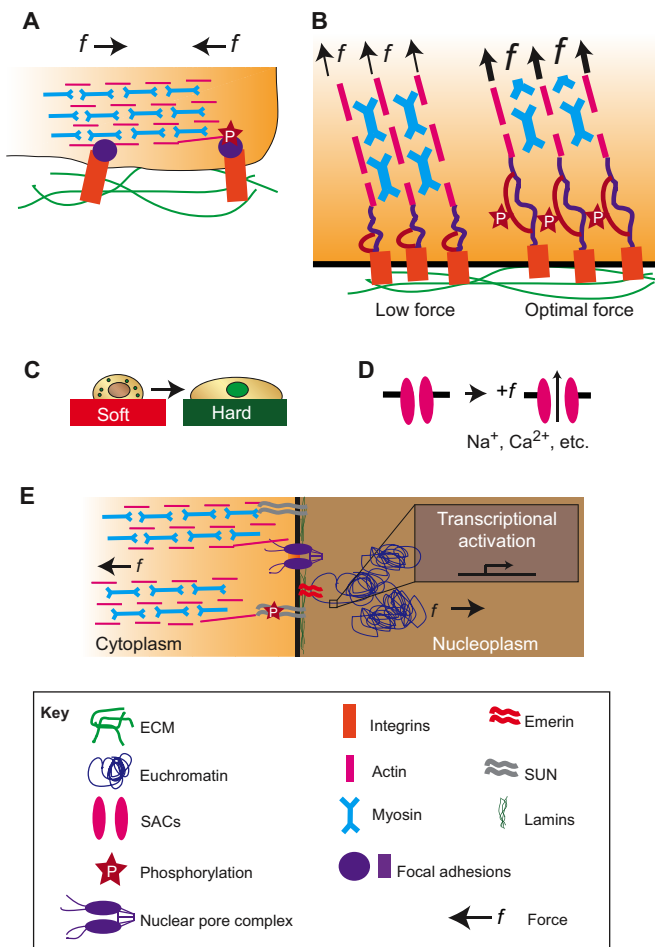 A
f f
P
B
f f f f f f
P P P
Low force Optimal force
C
Soft Hard
D
+f
Na+, Ca2+, etc.
E
Transcriptional
activation
f
f
P
Cytoplasm Nucleoplasm
Key
ECM Integrins Emerin
Euchromatin Actin SUN
SACs Myosin Lamins
P Phosphorylation Focal adhesions
Nuclear pore complex f Force